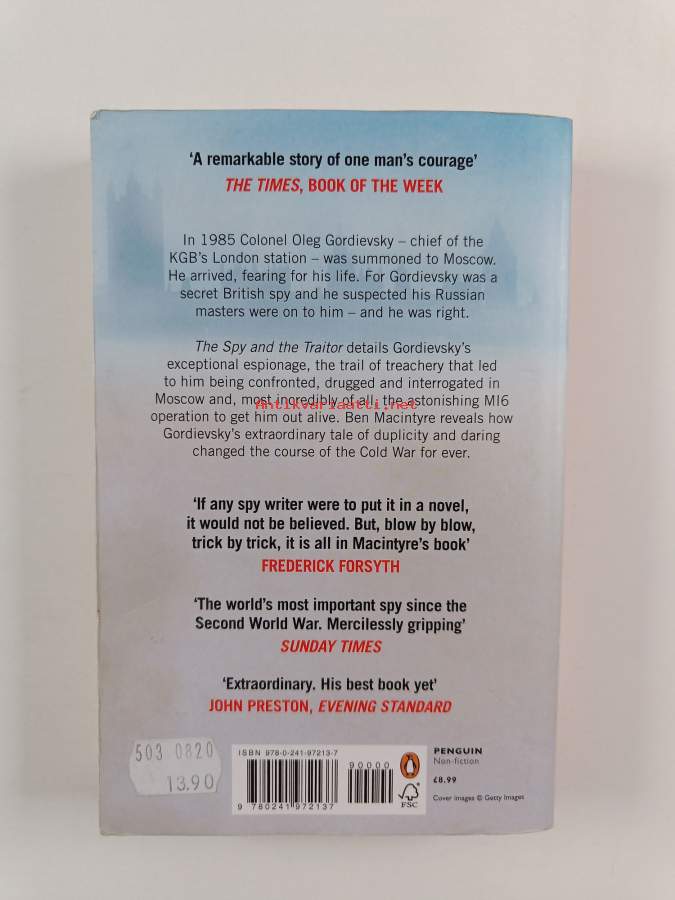 ‘A remarkable story of one man’s courage’
THE TIMES, BOOK OF THE WEEK
In 1985 Colonel Oleg Gordievsky – chief of the
KGB’s London station – was summoned to Moscow.
He arrived, fearing for his life. For Gordievsky was a
secret British spy and he suspected his Russian
masters were on to him – and he was right.
The Spy and the Traitor details Gordievsky’s
exceptional espionage, the trail of treachery that led
to him being confronted, drugged and interrogated in
Moscow and, most incredibly of all, the astonishing MI6
antikvariaatti.net
operation to get him out alive. Ben Macintyre reveals how
Gordievsky’s extraordinary tale of duplicity and daring
changed the course of the Cold War for ever.
‘If any spy writer were to put it in a novel,
it would not be believed. But, blow by blow,
trick by trick, it is all in Macintyre’s book’
FREDERICK FORSYTH
‘The world’s most important spy since the
Second World War. Mercilessly gripping’
SUNDAY TIMES
‘Extraordinary. His best book yet’
JOHN PRESTON, EVENING STANDARD
503 0820
13.90
ISBN 978-0-241-97213-7
90000
9 780241 972137
FSC
PENGUIN
Non-fiction
£8.99
Cover images © Getty Images